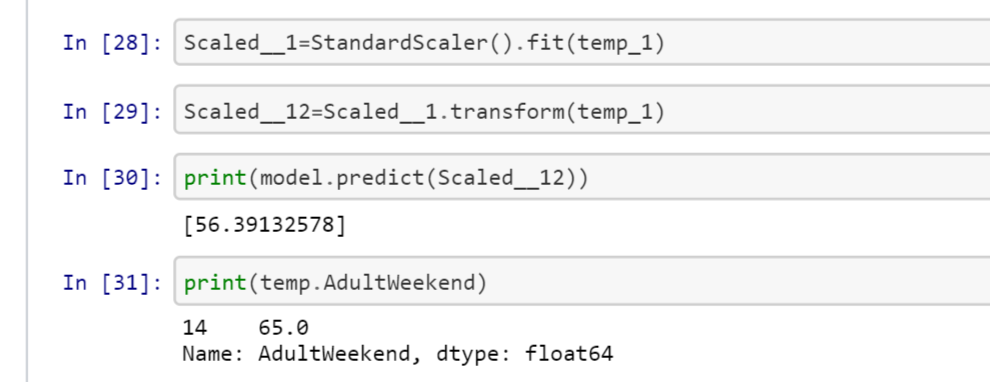 In [28]: Scaled__1=StandardScaler().fit(temp_1)
In [29]: Scaled__12=Scaled__1.transform(temp_1)
In [30]: print(model.predict(Scaled__12))
[56.39132578]
In [31]: print(temp.AdultWeekend)
14    65.0
Name: AdultWeekend, dtype: float64